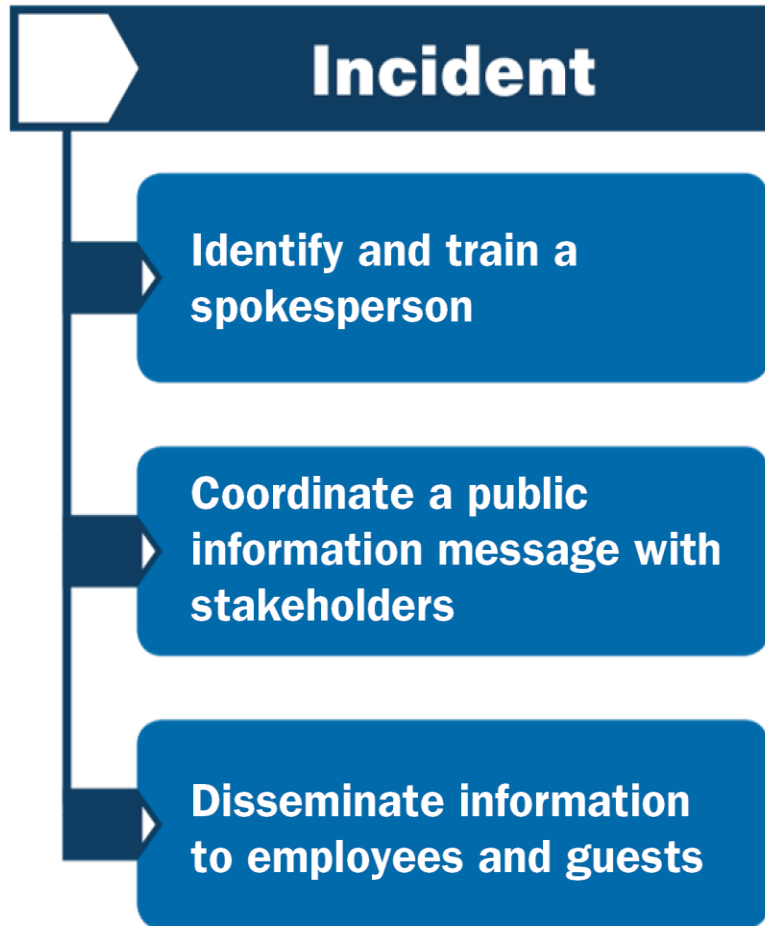 Incident
Identify and train a
spokesperson
Coordinate a public
information message with
stakeholders
Disseminate information
to employees and guests